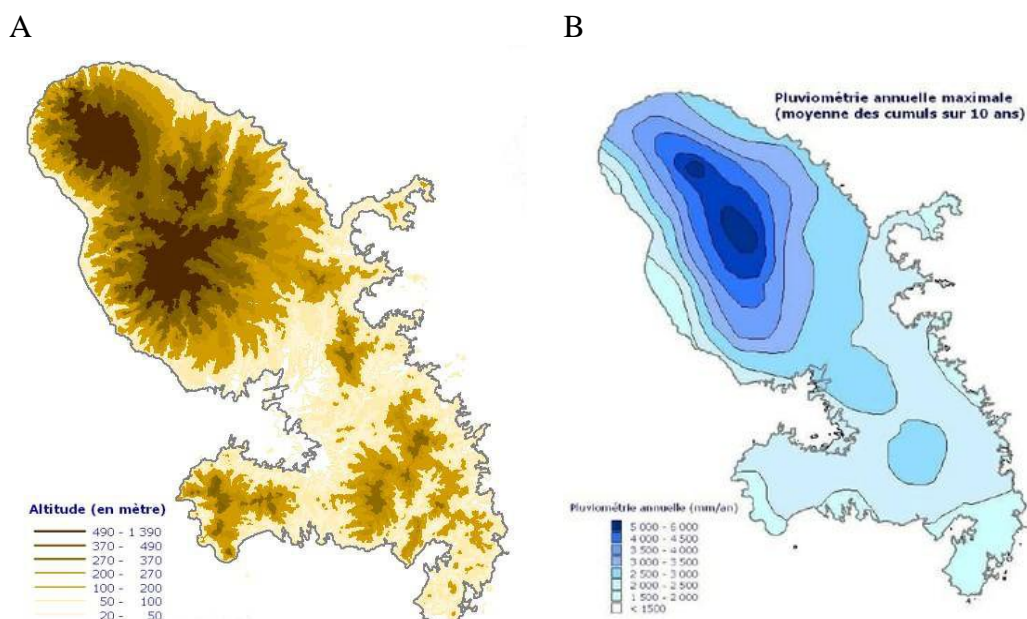 A
B
Pluviométrie annuelle maximale
(moyenne des cumuls sur 10 ans)
Altitude (en mètre)
490 - 1 390
370 - 490
270 - 370
200 - 270
100 - 200
50 - 100
20 - 50
Pluviométrie annuelle (mm/an)
5 000 - 6 000
4 000 - 4 500
3 500 - 4 000
3 000 - 3 500
2 500 - 3 000
2 000 - 2 500
1 500 - 2 000
< 1500